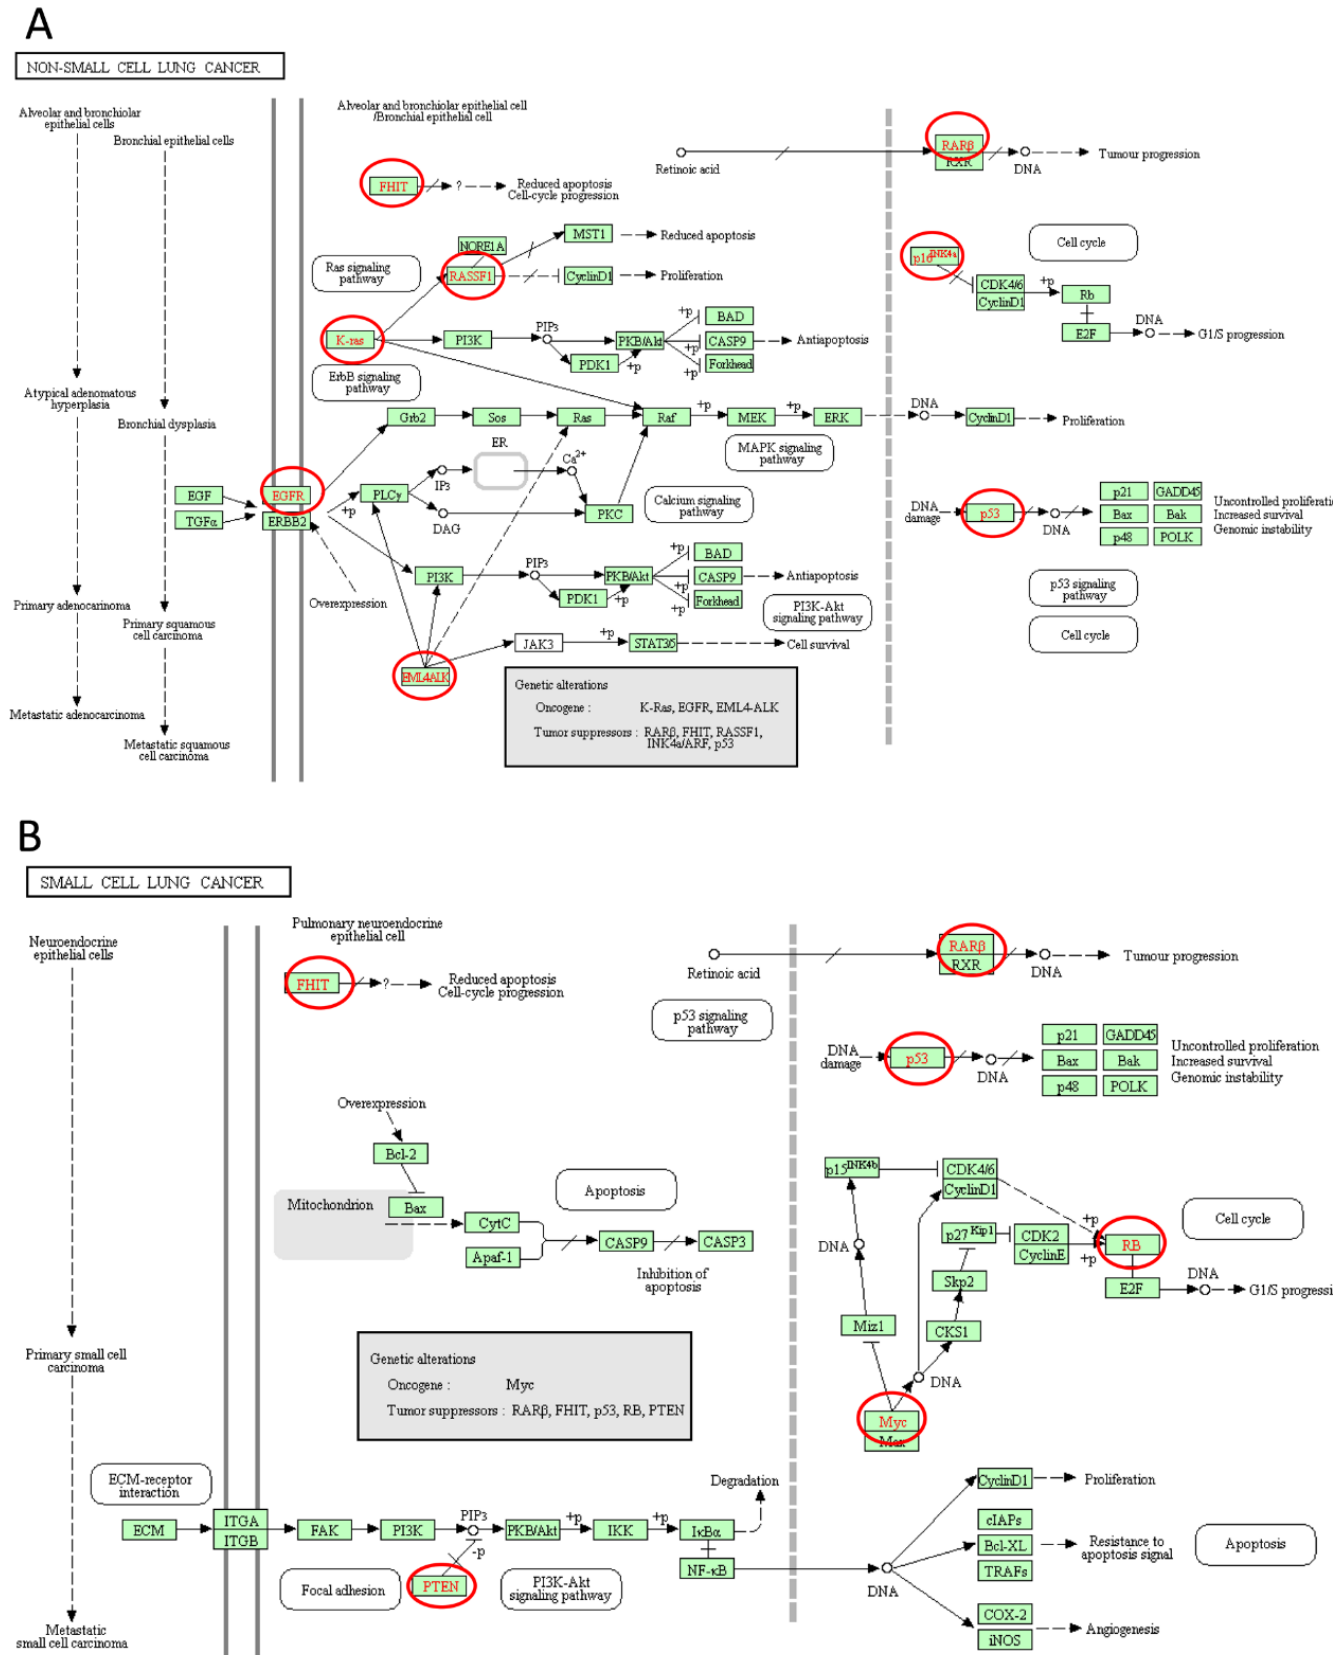 A
NON-SMALL CELL LUNG CANCER
Alveolar and bronchiolar
epithelial cells
Bronchial epithelial cells
Atypical adenomatous
hyperplasia
Bronchial dysplasia
Primary adenocarinoma
Primary squamous
cell carcinoma
Metastatic adenocarcinoma
Metastatic squamous
cell carcinoma
Alveolar and bronchiolar epithelial cell
/Bronchial epithelial cell
Retinoic acid
RARβ
RXR
DNA
Tumour progression
FHIT
?
Reduced apoptosis
Cell-cycle progression
NORE1A
MST1
Reduced apoptosis
Ras signaling
pathway
RASSF1
CyclinD1
Proliferation
p16INK4a
Cell cycle
CDK4/6
CyclinD1
+p
Rb
E2F
DNA
G1/S progression
K-ras
PI3K
PIP3
PDK1
+p
PKB/Akt
+p
+p
+p
BAD
CASP9
Forkhead
Antiapoptosis
ErbB signaling
pathway
Grb2
Sos
Ras
Raf
+p
MEK
+p
ERK
DNA
CyclinD1
Proliferation
MAPK signaling
pathway
ER
Ca2+
IP3
EGF
TGFα
EGFR
ERBB2
+p
PLCγ
DAG
PKC
Calcium signaling
pathway
DNA
damage
p53
DNA
p21
GADD45
Bax
Bak
p48
POLK
Uncontrolled proliferation
Increased survival
Genomic instability
Overexpression
PI3K
PIP3
PDK1
+p
PKB/Akt
+p
+p
+p
BAD
CASP9
Forkhead
Antiapoptosis
PI3K-Akt
signaling pathway
p53 signaling
pathway
Cell cycle
EML4ALK
JAK3
+p
STAT3/5
Cell survival
Genetic alterations
Oncogene : K-Ras, EGFR, EML4-ALK
Tumor suppressors : RARβ, FHIT, RASSF1,
INK4a/ARF, p53
B
SMALL CELL LUNG CANCER
Neuroendocrine
epithelial cells
Primary small cell
carcinoma
Metastatic
small cell carcinoma
Pulmonary neuroendocrine
epithelial cell
FHIT
?
Reduced apoptosis
Cell-cycle progression
Retinoic acid
RARβ
RXR
DNA
Tumour progression
p53 signaling
pathway
DNA
damage
p53
DNA
p21
GADD45
Bax
Bak
p48
POLK
Uncontrolled proliferation
Increased survival
Genomic instability
Overexpression
Bcl-2
Mitochondrion
Bax
CytC
Apaf-1
CASP9
CASP3
Apoptosis
Inhibition of
apoptosis
p15INK4b
CDK4/6
CyclinD1
p27Kip1
CDK2
CyclinE
+p
+p
RB
E2F
DNA
G1/S progressi
Cell cycle
DNA
Skp2
Miz1
CKS1
DNA
Myc
Max
Genetic alterations
Oncogene : Myc
Tumor suppressors : RARβ, FHIT, p53, RB, PTEN
ECM-receptor
interaction
ECM
ITGA
ITGB
FAK
PI3K
PIP3
-p
PTEN
PKB/Akt
+p
IKK
+p
IκBα
NF-κB
Degradation
Focal adhesion
PI3K-Akt
signaling pathway
DNA
CyclinD1
Proliferation
cIAPs
Bcl-XL
TRAFs
Resistance to
apoptosis signal
Apoptosis
COX-2
iNOS
Angiogenesis